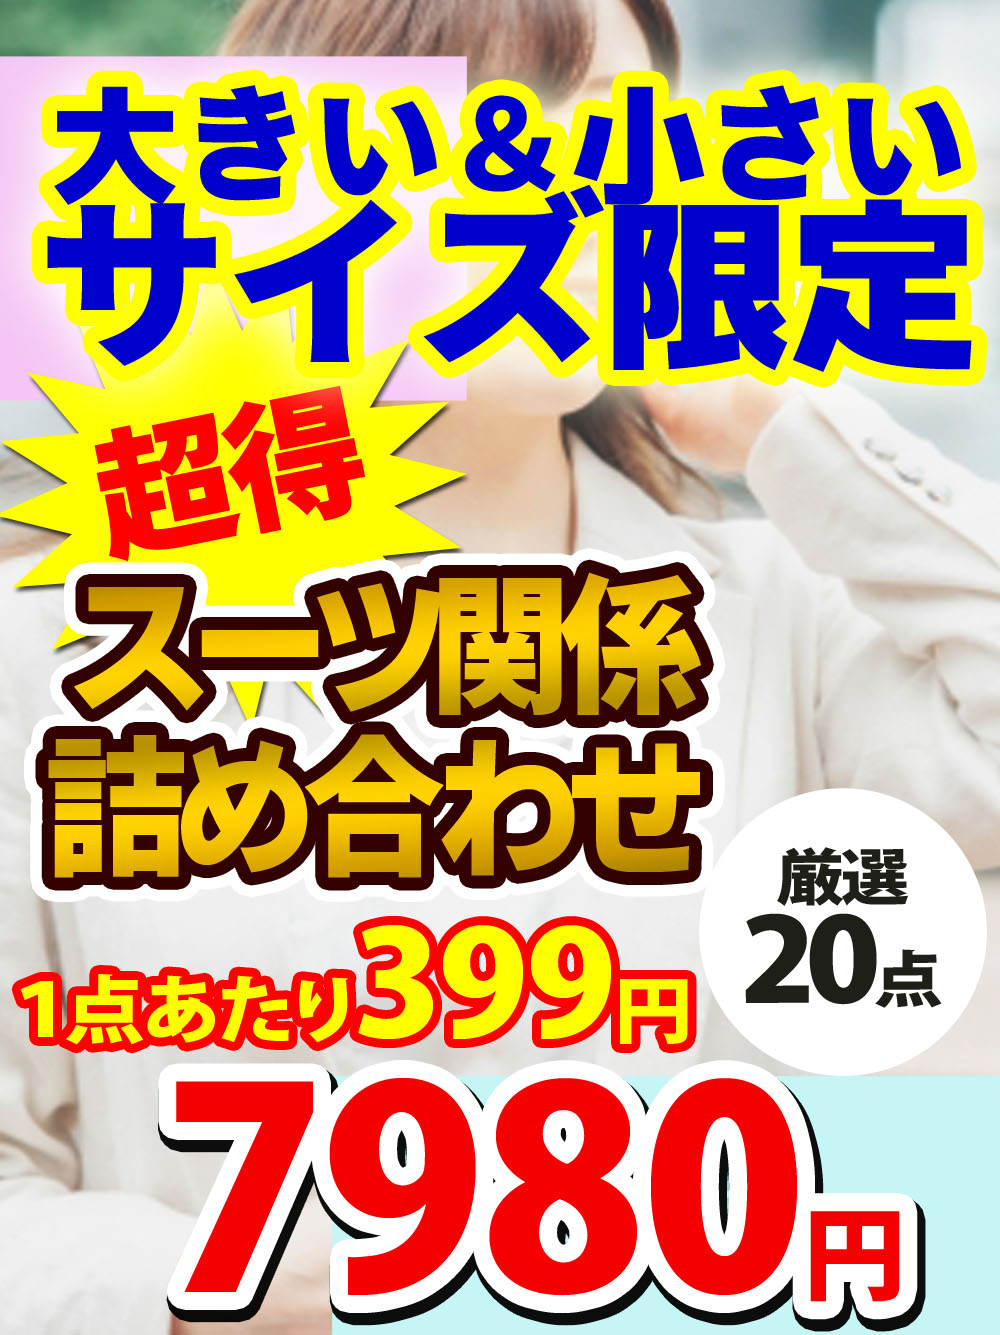 大きい＆小さい
サイズ限定
超得
スーツ関係
詰め合わせ
厳選
20点
1点あたり399円
7980円